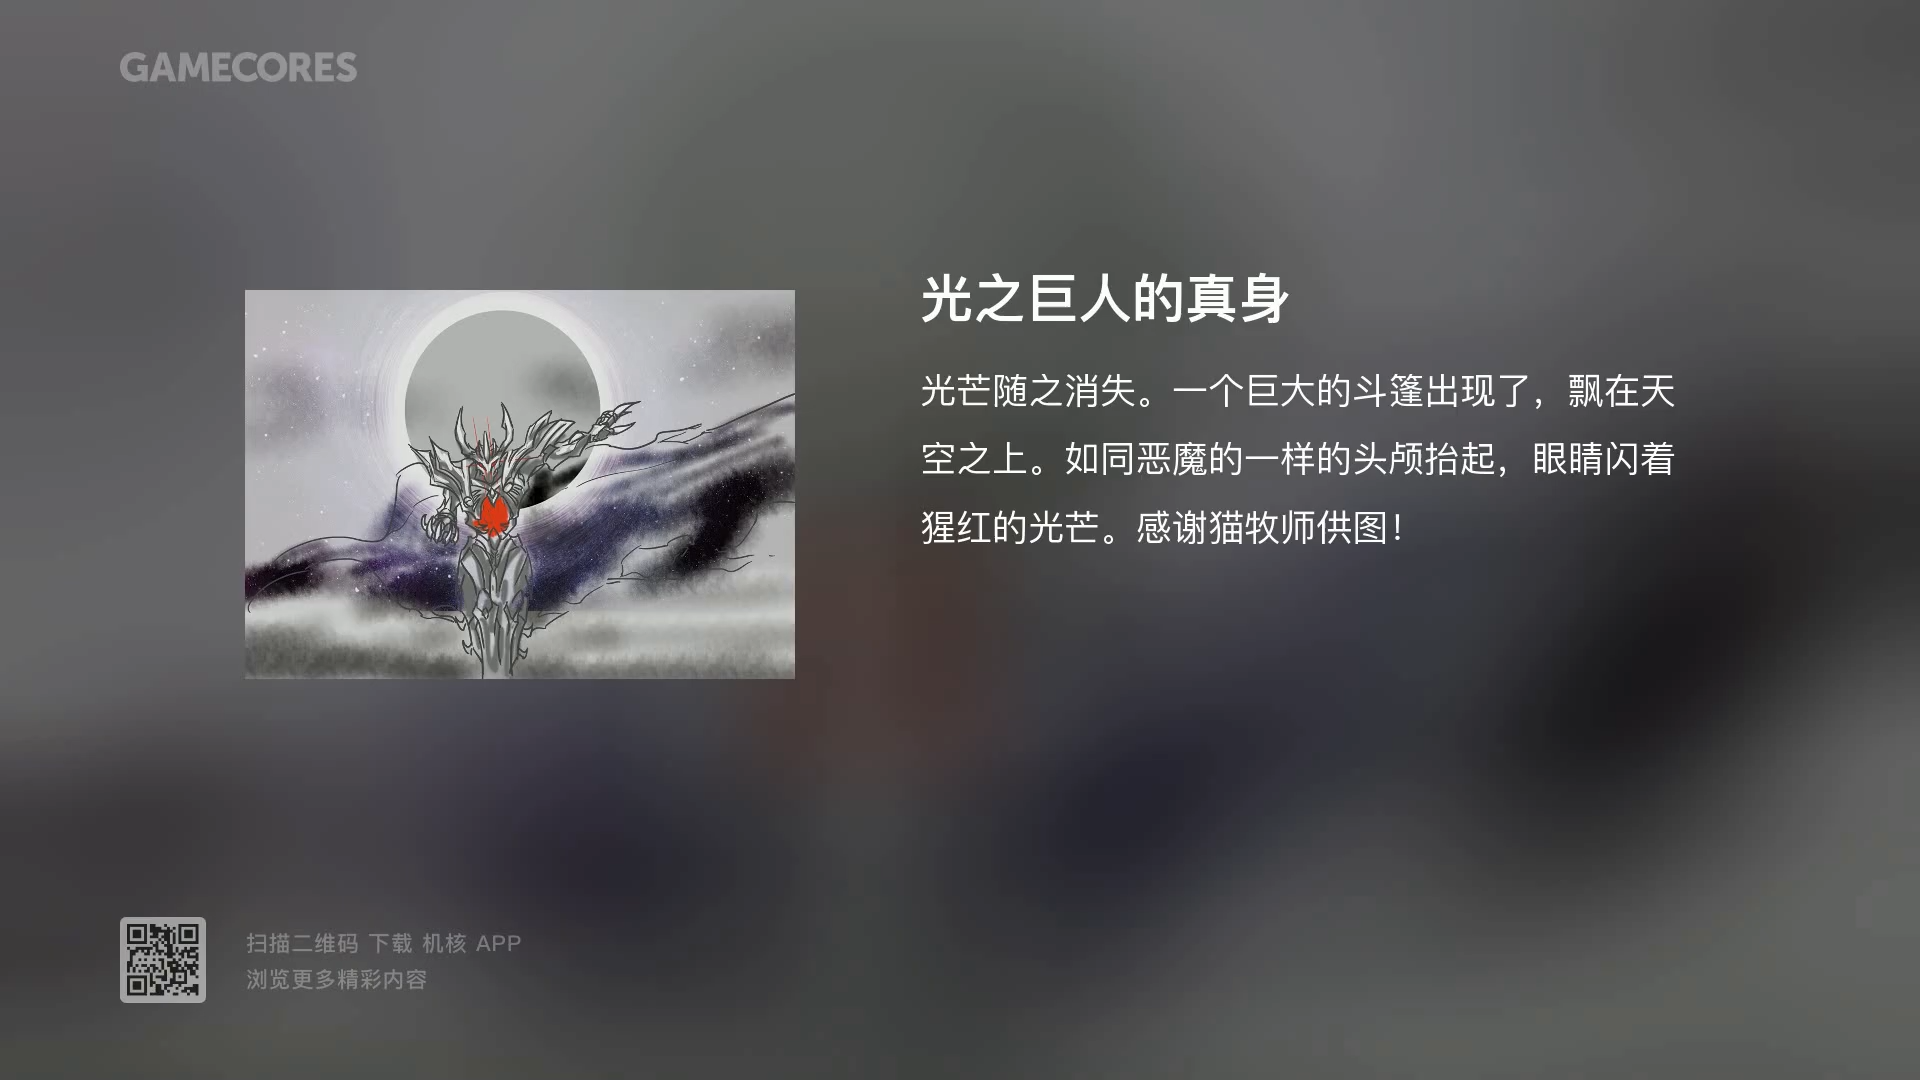 GAMECORES
光之巨人的真身
光芒随之消失。一个巨大的斗篷出现了，飘在天
空之上。如同恶魔的一样的头颅抬起，眼睛闪着
猩红的光芒。感谢猫牧师供图！
扫描二维码 下载 机核 APP
浏览更多精彩内容